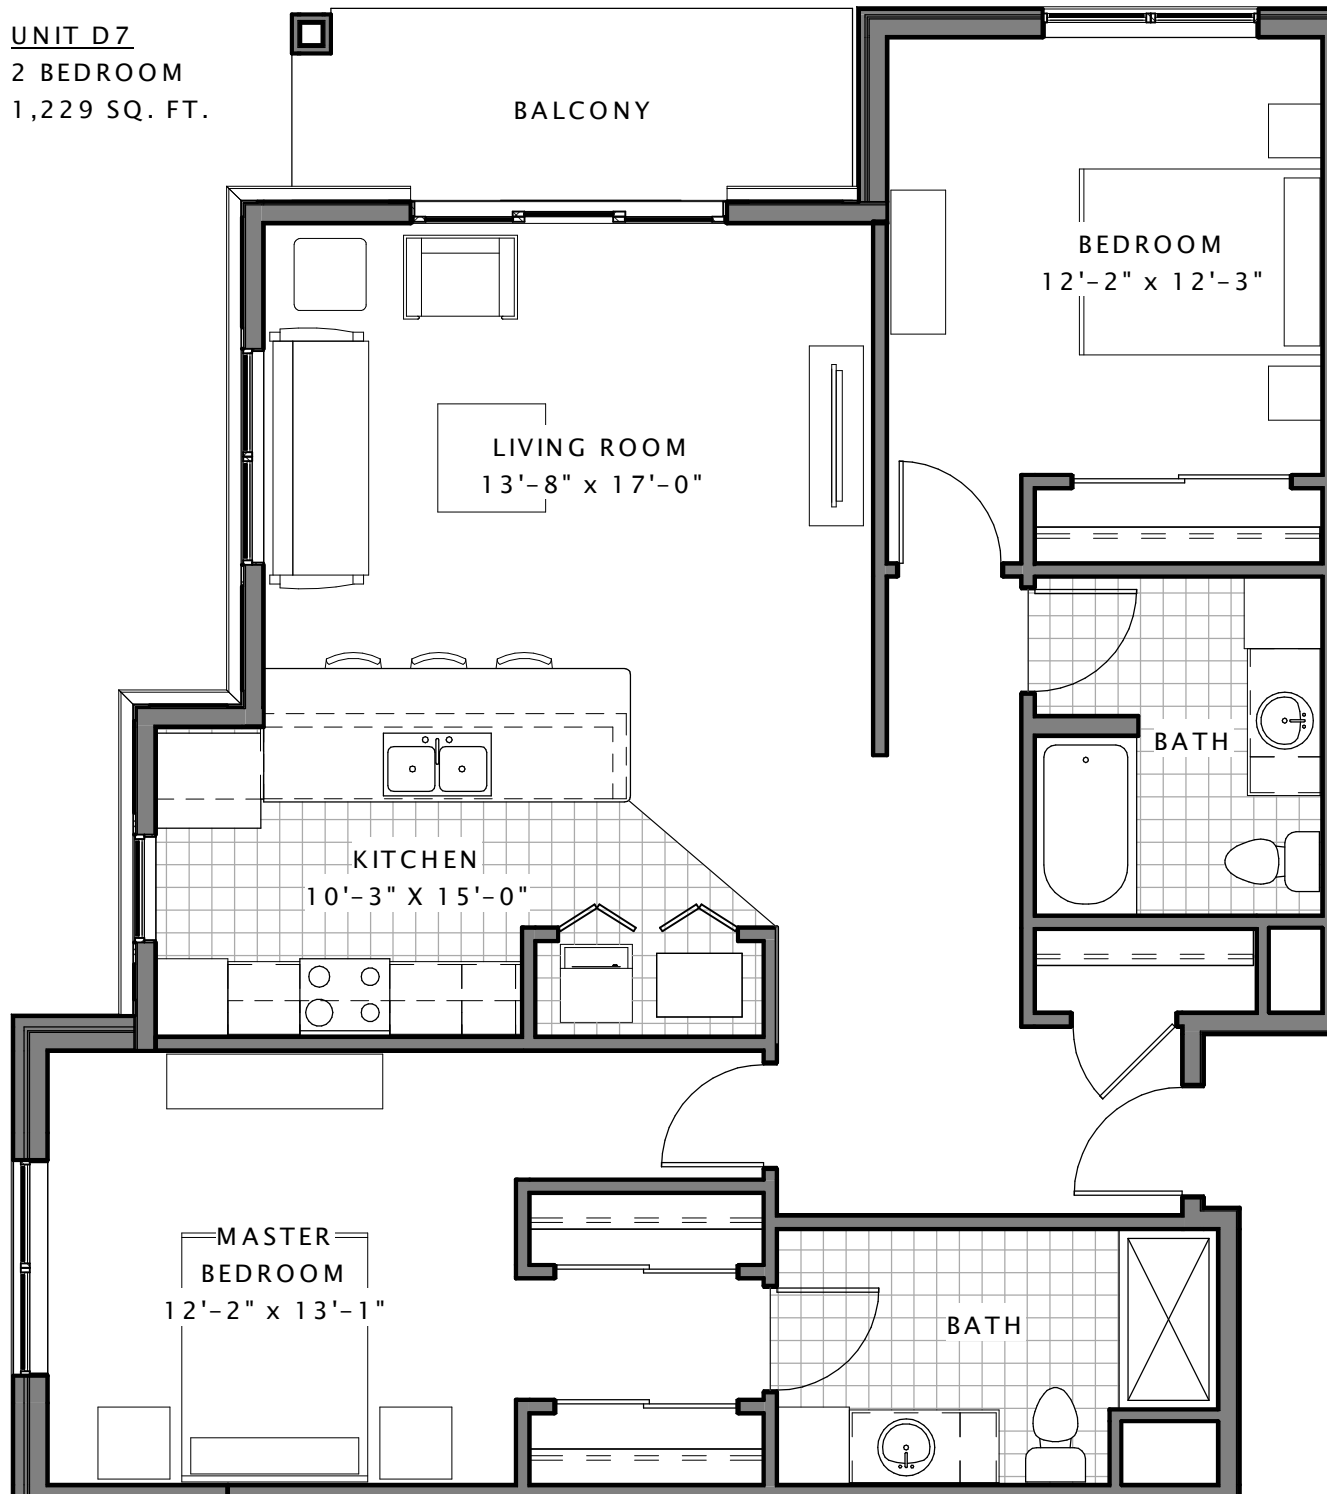 UNIT D7
2 BEDROOM
1,229 SQ. FT.
BALCONY
BEDROOM
12'-2" x 12'-3"
LIVING ROOM
13'-8" x 17'-0"
BATH
KITCHEN
10'-3" X 15'-0"
MASTER
BEDROOM
12'-2" x 13'-1"
BATH